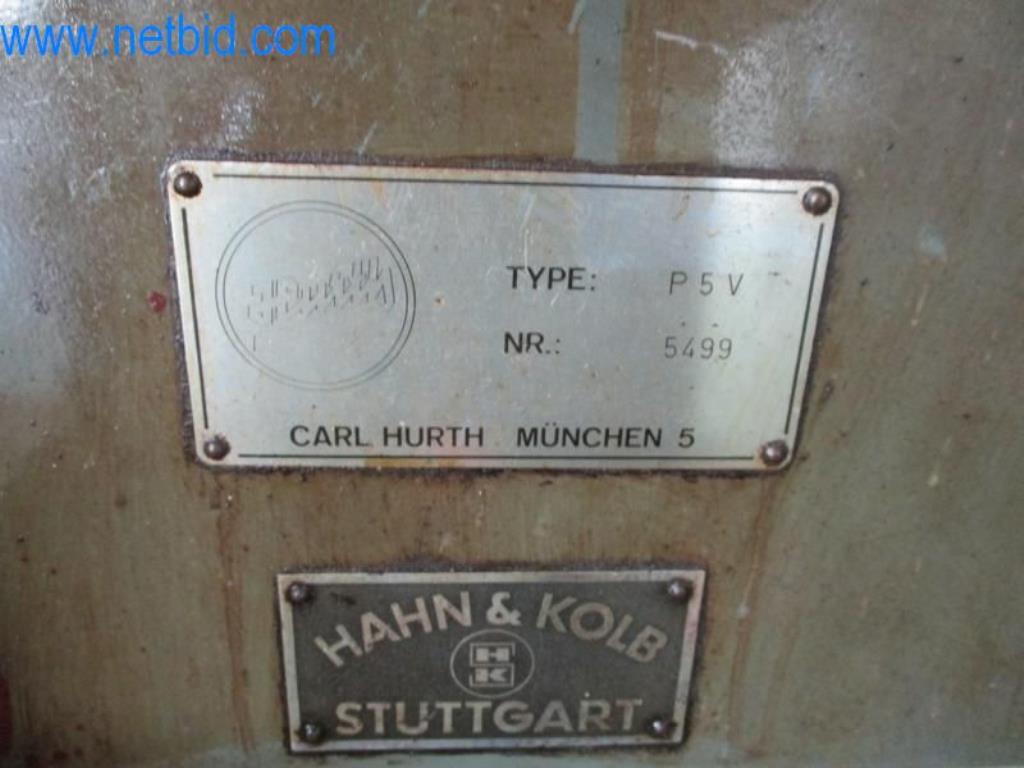 www.netbid.com
TYPE: P 5 V
NR.: 5499
CARL HURTH MÜNCHEN 5
HAHN & KOLB
H
K
STUTTGART